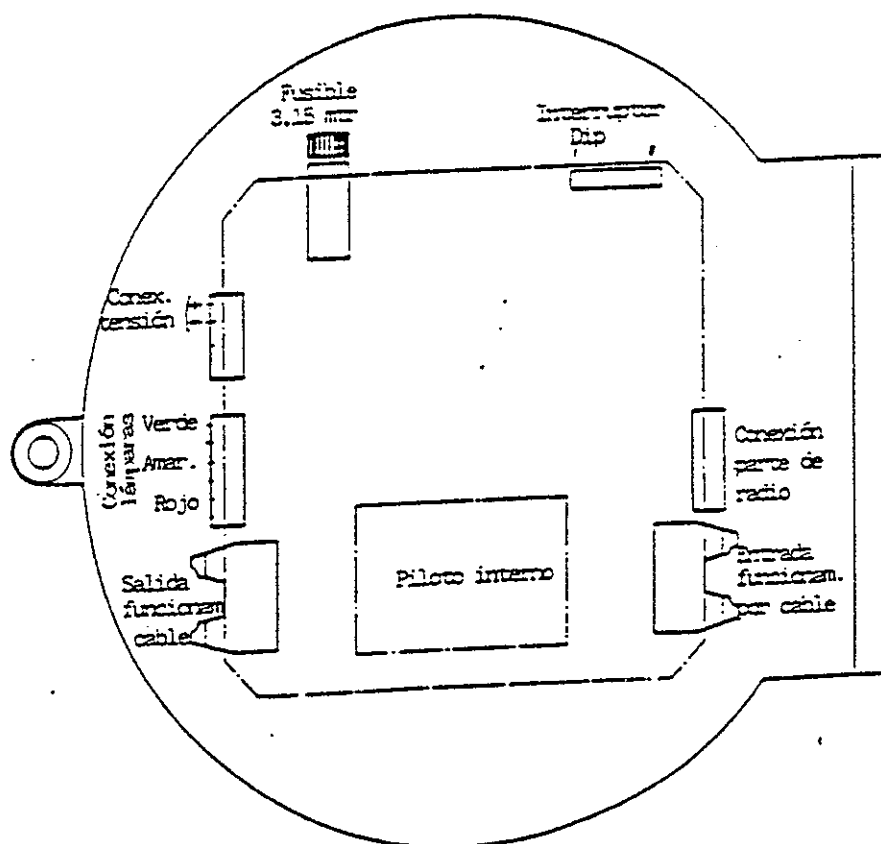 Fusible
3.15 mtr
Interruptor
Dip
Conex.
tensión
Conexión
lámparas
Verde
Amar.
Rojo
Conexión
parte de
radio
Piloto interno
Salida
funcionam.
cable
Entrada
funcionam.
por cable